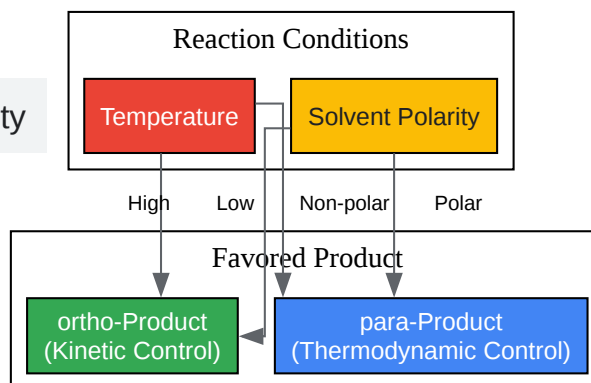 Reaction Conditions
ty
Temperature
Solvent Polarity
High
Low
Non-polar
Polar
Favored Product
ortho-Product
(Kinetic Control)
para-Product
(Thermodynamic Control)